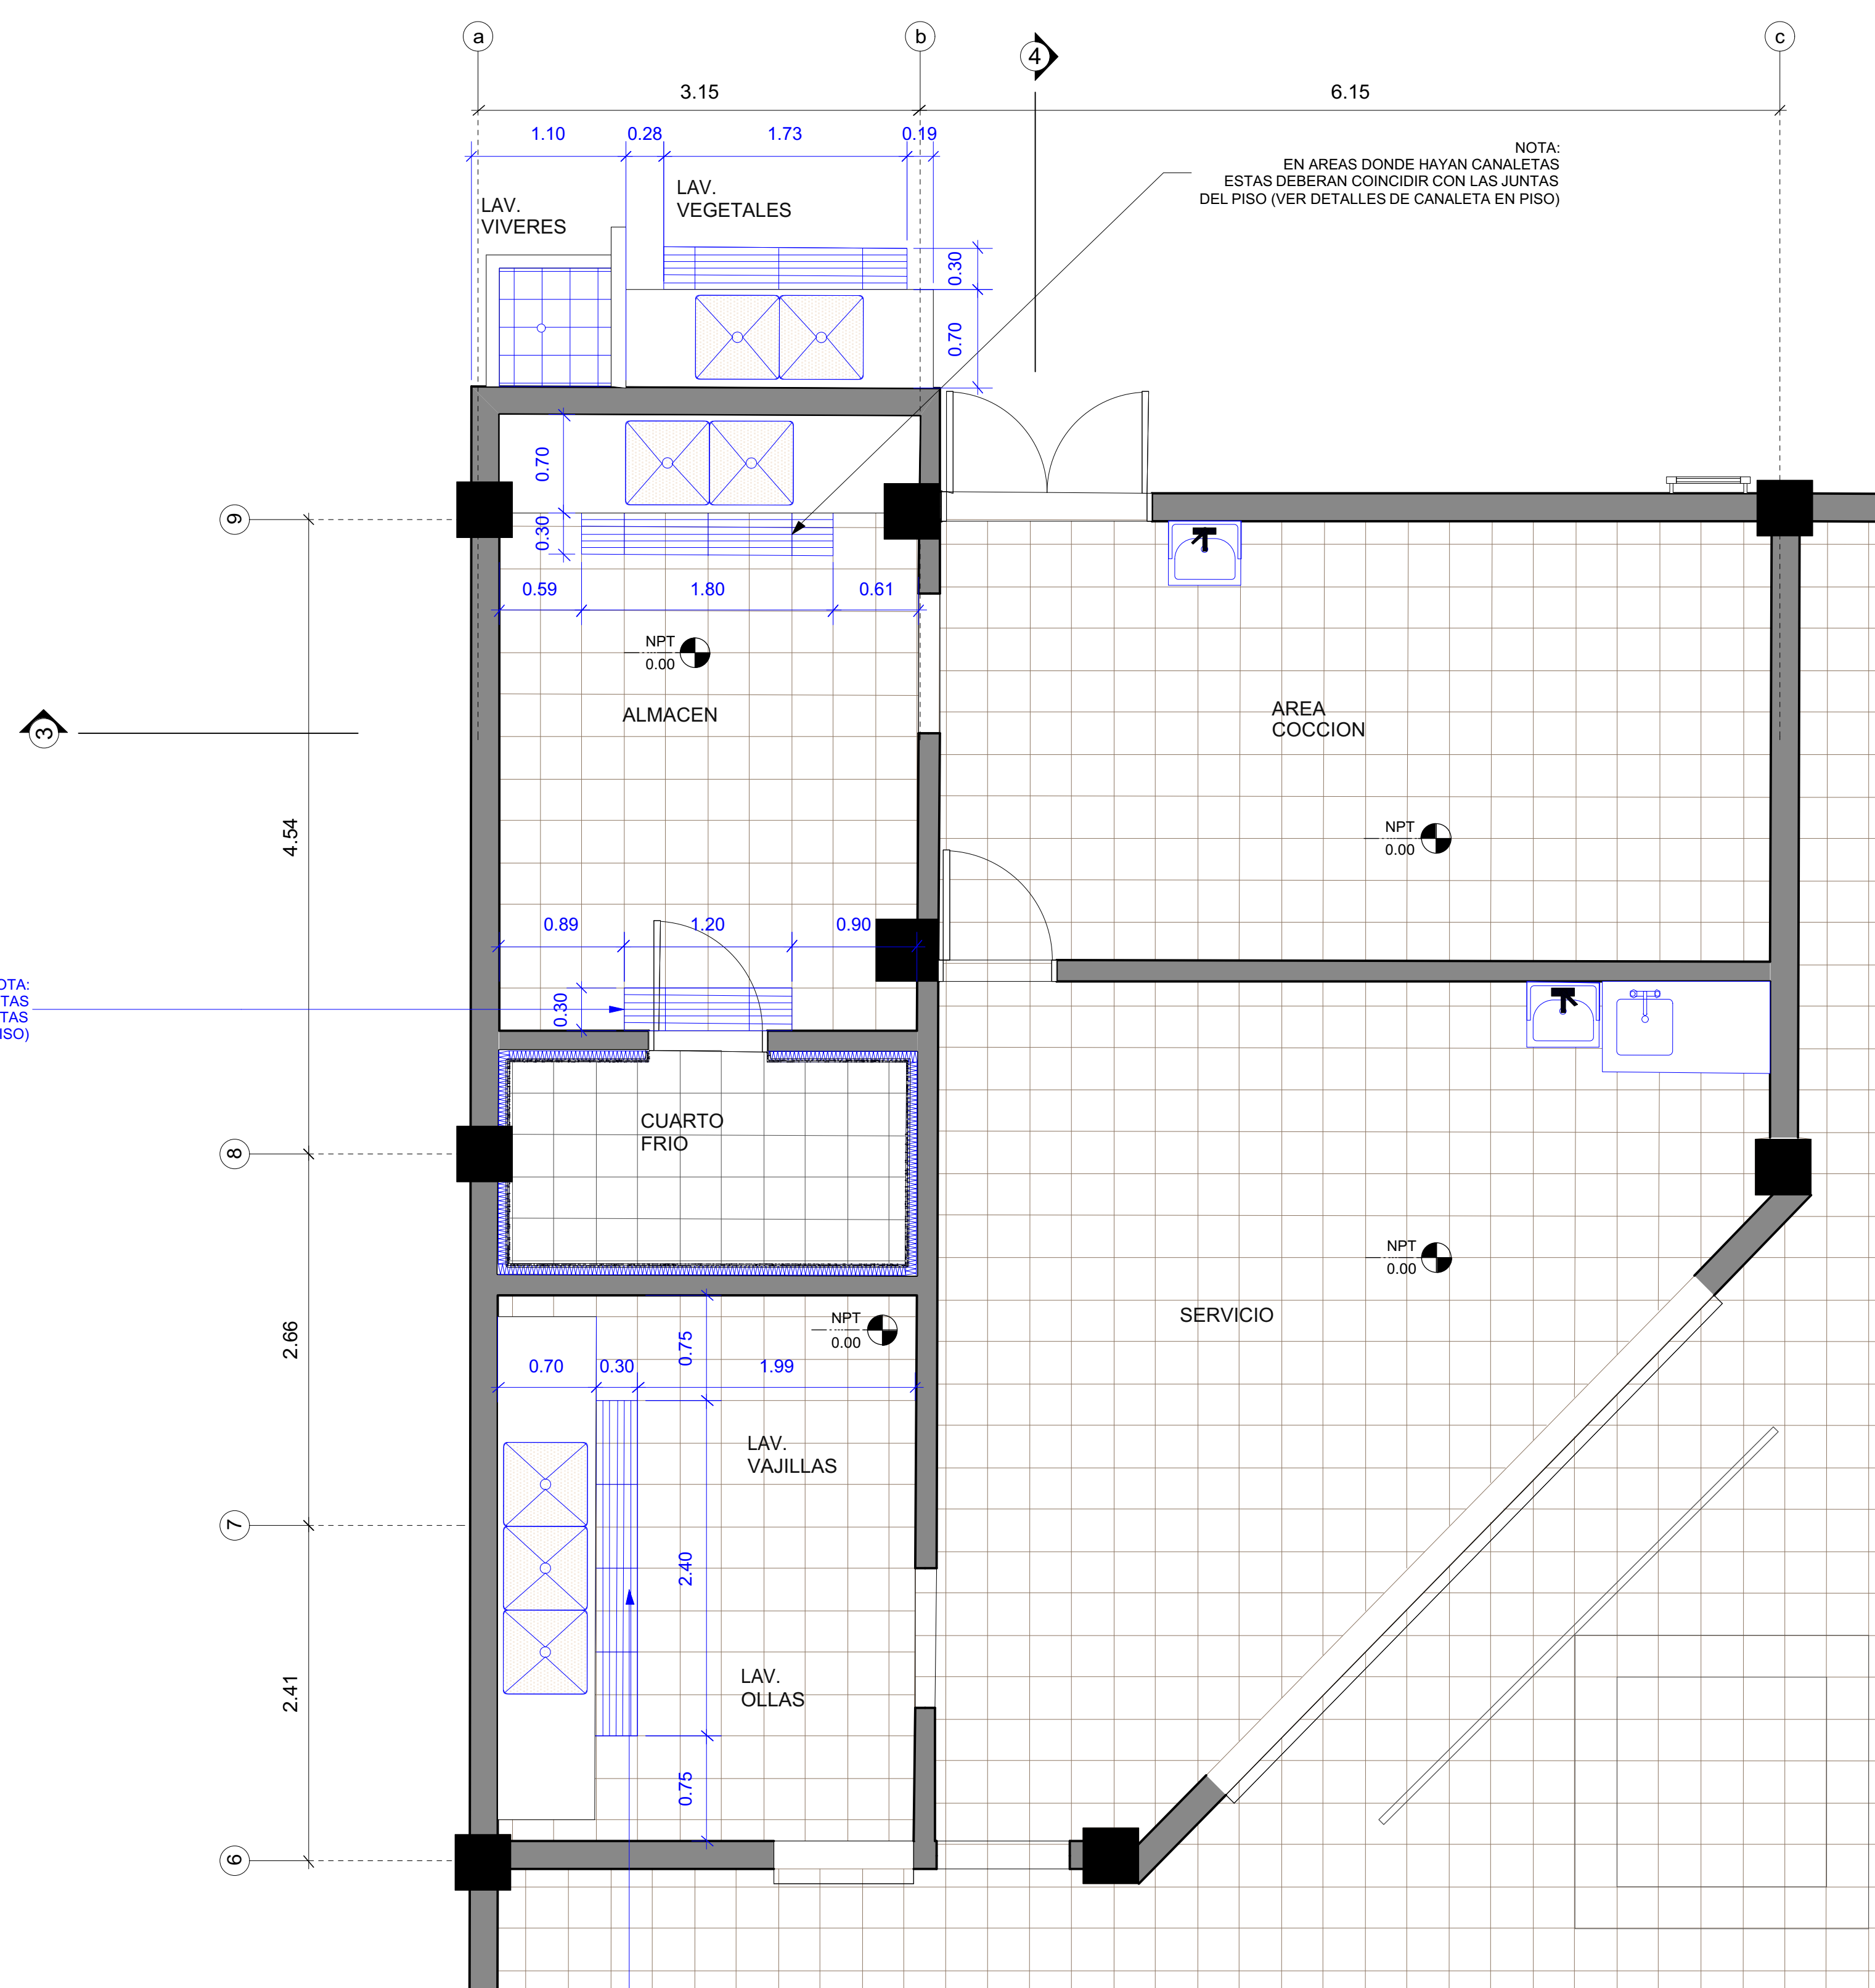 a
b
4
c
3.15
6.15
1.10
0.28
1.73
0.19
NOTA:
EN AREAS DONDE HAYAN CANALETAS
ESTAS DEBERAN COINCIDIR CON LAS JUNTAS
DEL PISO (VER DETALLES DE CANALETA EN PISO)
LAV.
VIVERES
LAV.
VEGETALES
0.30
0.70
0.70
0.30
9
0.59
1.80
0.61
NPT
0.00
ALMACEN
AREA
COCCION
3
4.54
NPT
0.00
0.89
1.20
0.90
OTA:
TAS
TAS
ISO)
0.30
CUARTO
FRIO
8
NPT
0.00
SERVICIO
NPT
0.00
2.66
0.75
0.70
0.30
1.99
LAV.
VAJILLAS
7
2.40
LAV.
OLLAS
2.41
0.75
6